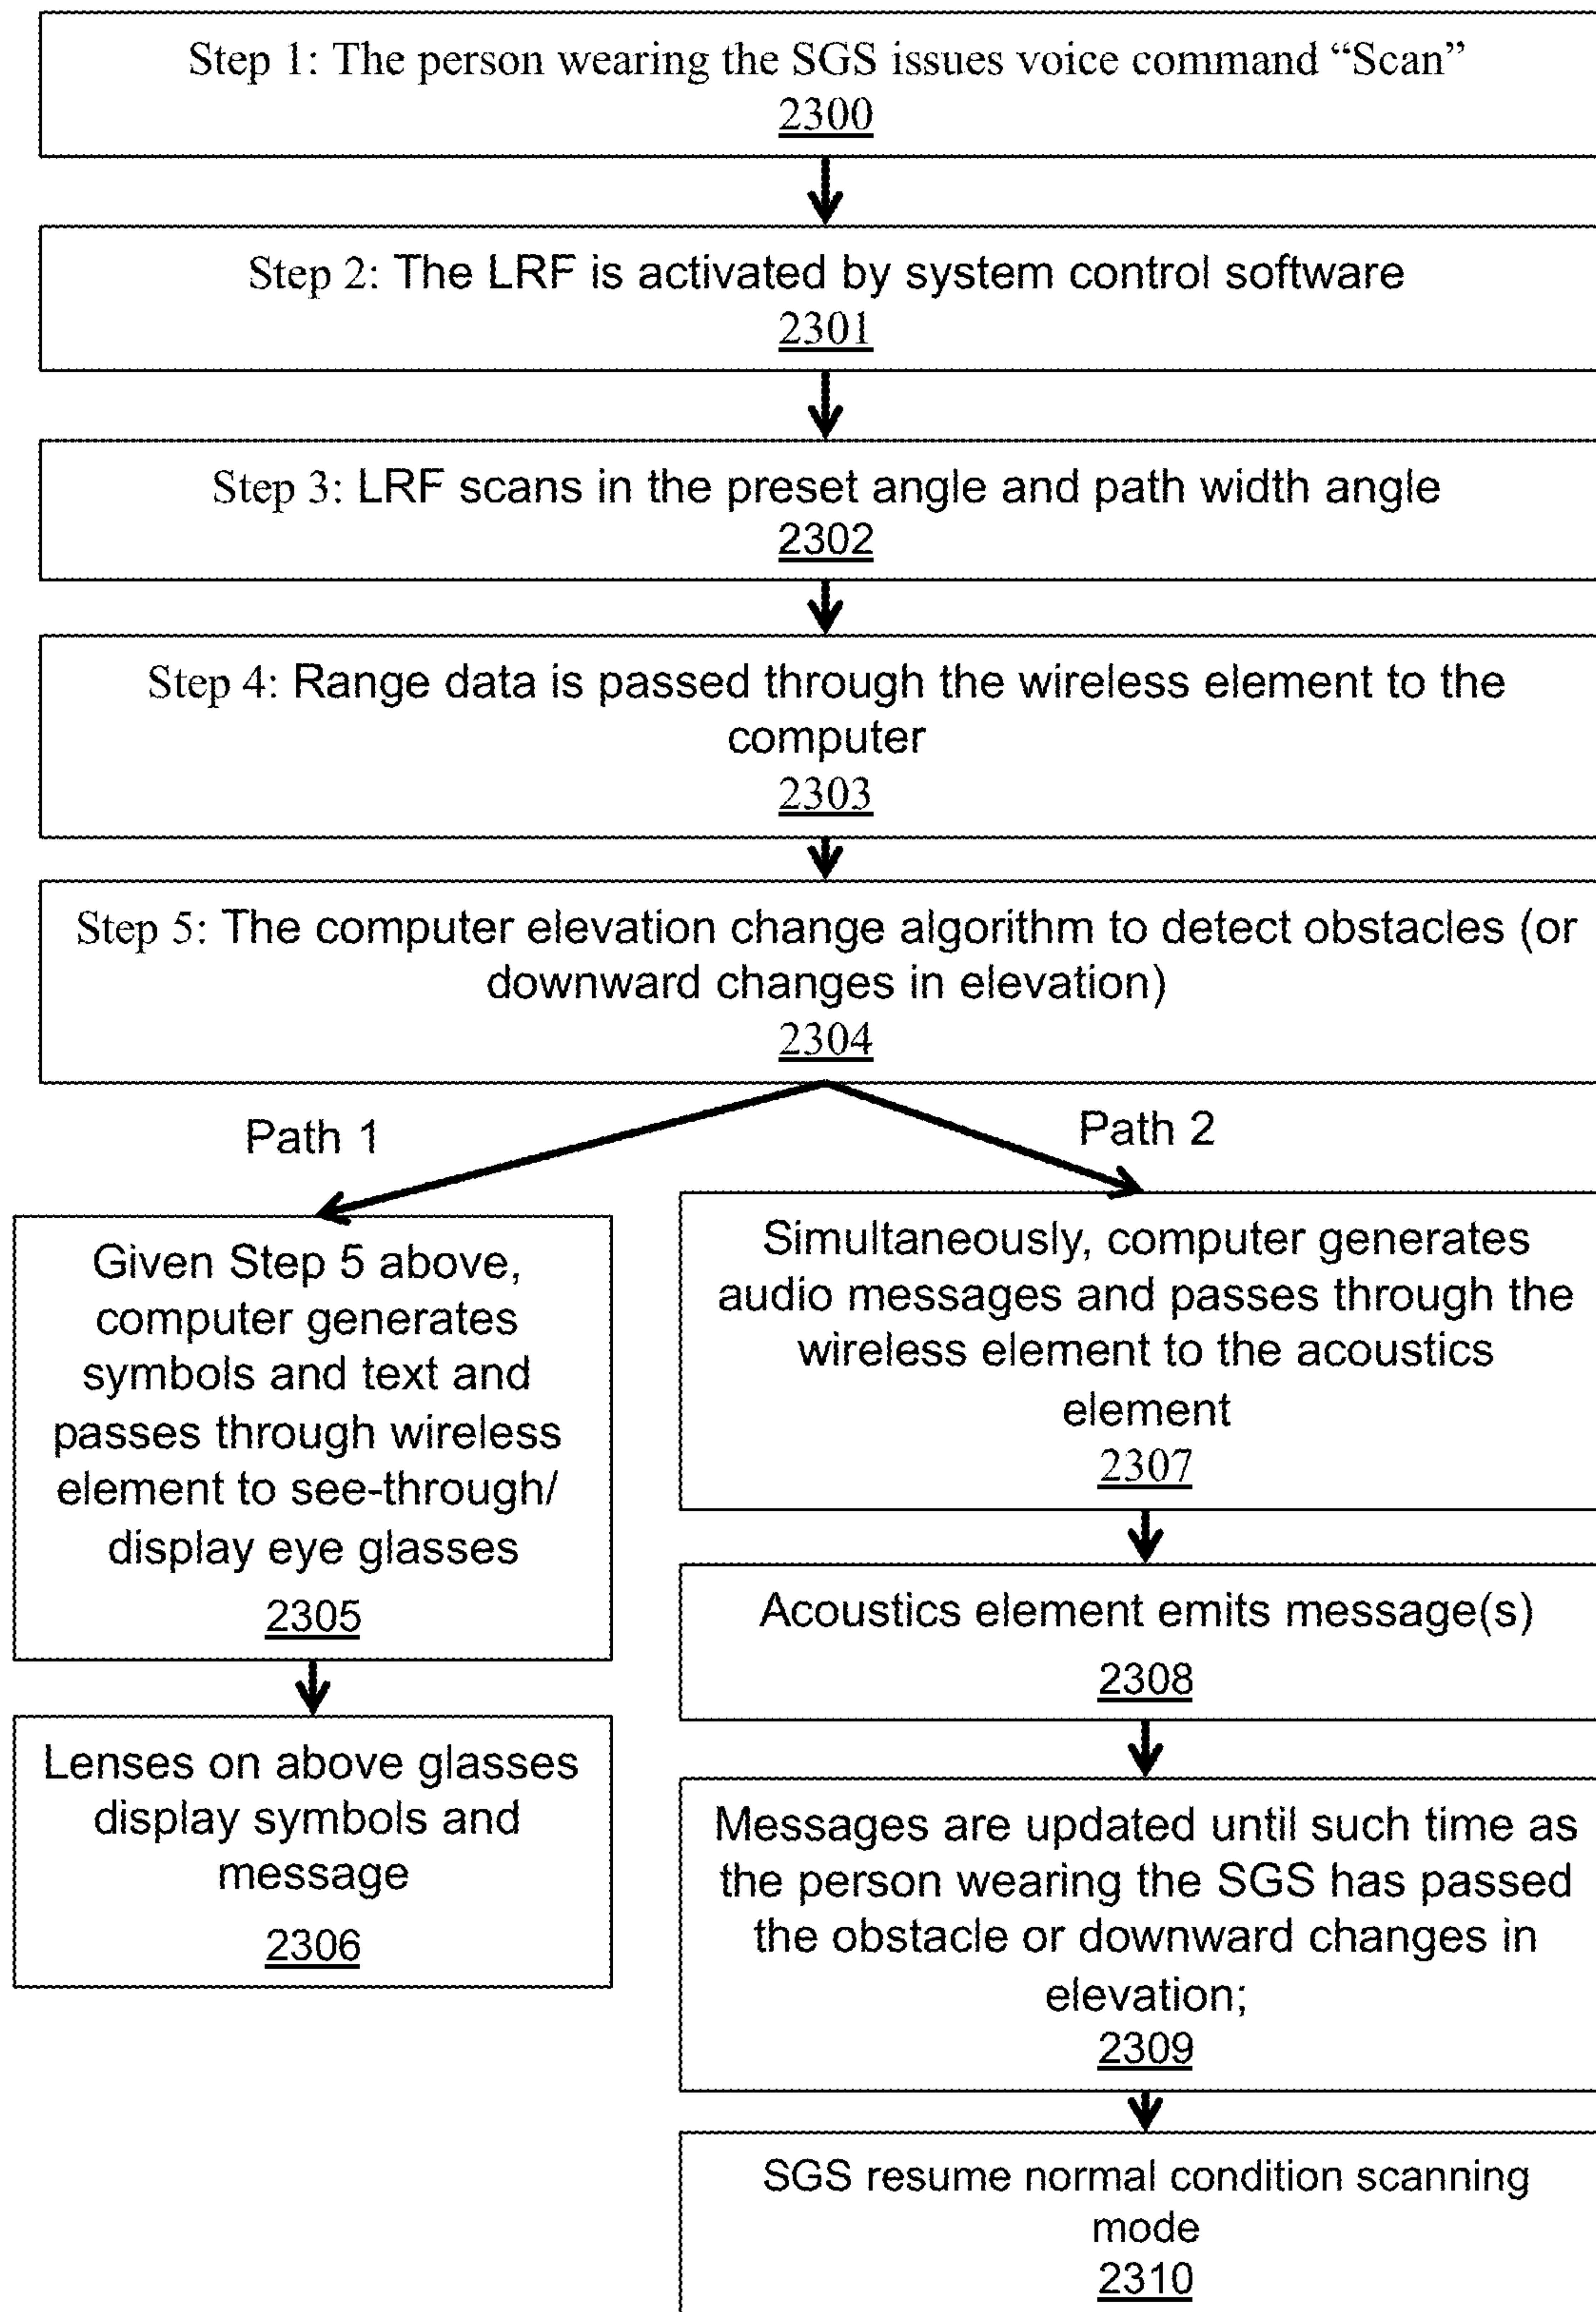 Step 1: The person wearing the SGS issues voice command “Scan”
2300
Step 2: The LRF is activated by system control software
2301
Step 3: LRF scans in the preset angle and path width angle
2302
Step 4: Range data is passed through the wireless element to the
computer
2303
Step 5: The computer elevation change algorithm to detect obstacles (or
downward changes in elevation)
2304
Path 1
Given Step 5 above,
computer generates
symbols and text and
passes through wireless
element to see-through/
display eye glasses
2305
Lenses on above glasses
display symbols and
message
2306
Path 2
Simultaneously, computer generates
audio messages and passes through the
wireless element to the acoustics
element
2307
Acoustics element emits message(s)
2308
Messages are updated until such time as
the person wearing the SGS has passed
the obstacle or downward changes in
elevation;
2309
SGS resume normal condition scanning
mode
2310